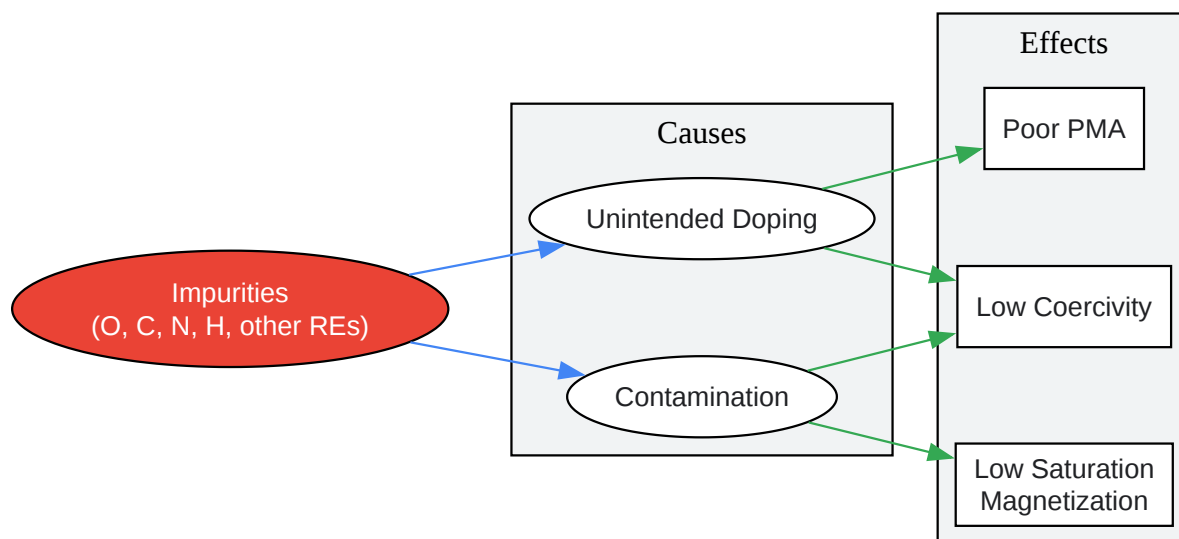 Effects
Poor PMA
Causes
Unintended Doping
Impurities
(O, C, N, H, other REs)
Low Coercivity
Contamination
Low Saturation
Magnetization